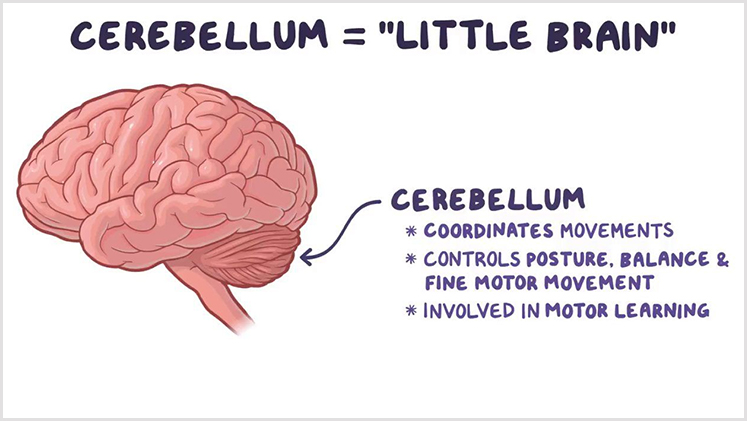 CEREBELLUM = "LITTLE BRAIN"
CEREBELLUM
* COORDINATES MOVEMENTS
* CONTROLS POSTURE, BALANCE &
FINE MOTOR MOVEMENT
* INVOLVED IN MOTOR LEARNING